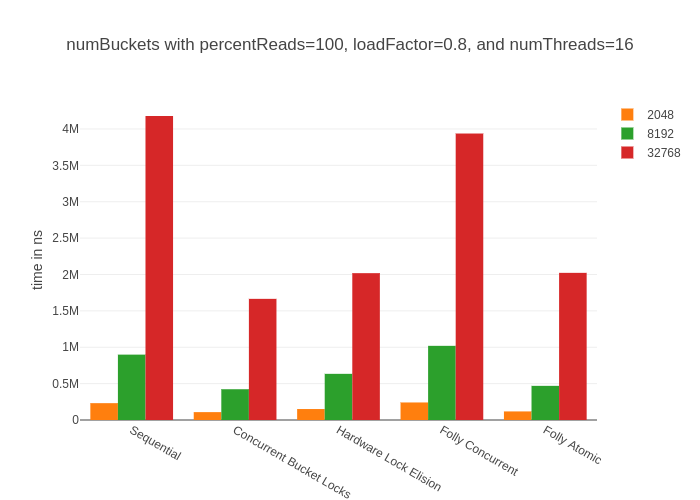 numBuckets with percentReads=100, loadFactor=0.8, and numThreads=16
2048
8192
32768
4M
3.5M
3M
2.5M
2M
1.5M
1M
0.5M
0
time in ns
Sequential
Concurrent Bucket Locks
Hardware Lock Elision
Folly Concurrent
Folly Atomic